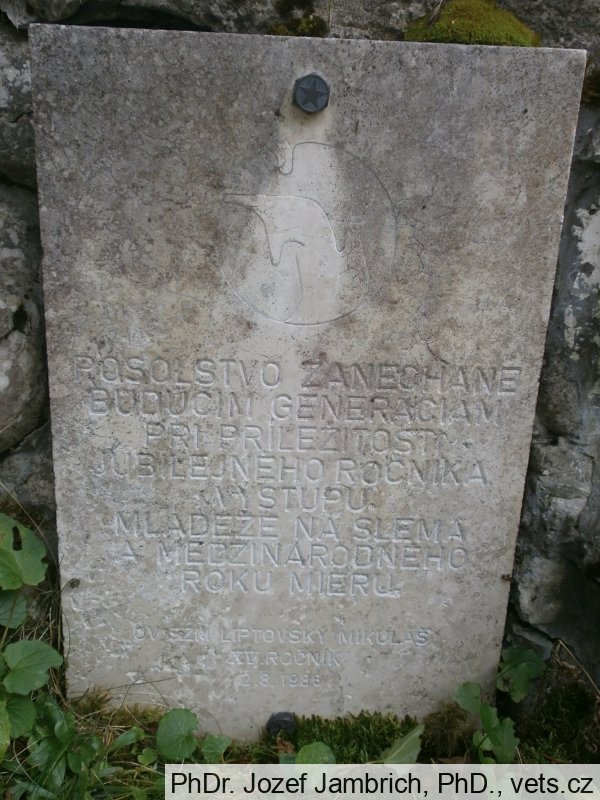 POSOLSTVO ZANECHANÉ
BUDÚCIM GENERÁCIAM
PRI PRÍLEŽITOSTI
JUBILEJNÉHO ROČNÍKA
VÝSTUPU
MLÁDEŽE NA SLEMÄ
A MEDZINÁRODNÉHO
ROKU MIERU
OV SZM LIPTOVSKÝ MIKULÁŠ
XV. ROČNÍK
2.8.1986
PhDr. Jozef Jambrich, PhD., vets.cz